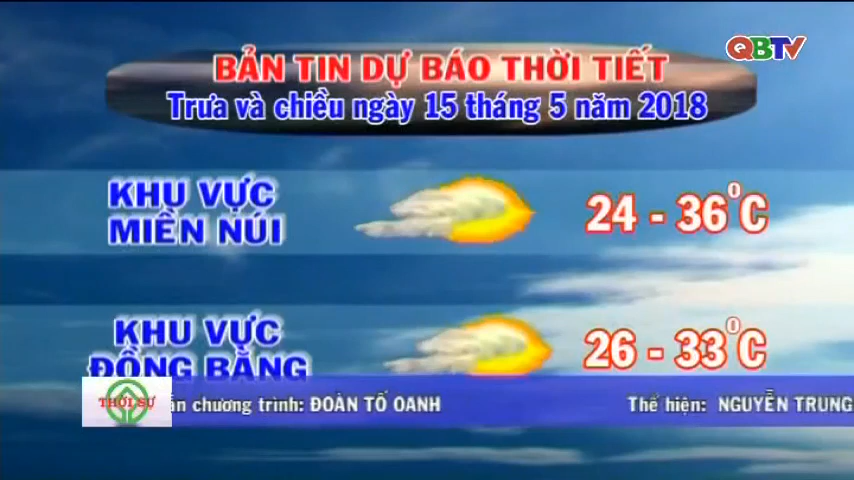 QBTV
BẢN TIN DỰ BÁO THỜI TIẾT
Trưa và chiều ngày 15 tháng 5 năm 2018
KHU VỰC
MIỀN NÚI
24 - 36°C
KHU VỰC
ĐỒNG BẰNG
26 - 33°C
THỜI SỰ
chương trình: ĐOÀN TỐ OANH
Thể hiện: NGUYỄN TRUNG